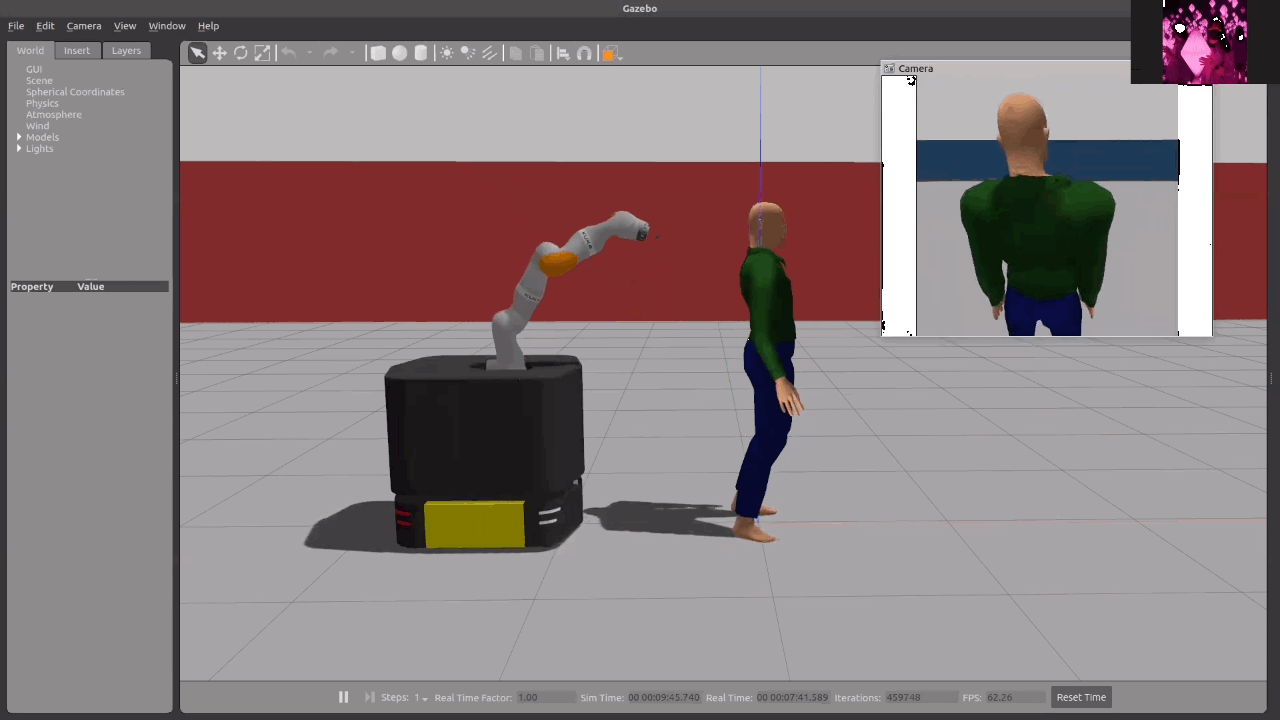 Gazebo
File Edit Camera View Window Help
World Insert Layers
GUI
Scene
Spherical Coordinates
Physics
Atmosphere
Wind
Models
Lights
Property Value
Camera
KUKA
Steps: 1 Real Time Factor: 1.00 Sim Time: 00 00:09:45.740 Real Time: 00 00:07:41.589 Iterations: 459748 FPS: 62.26 Reset Time